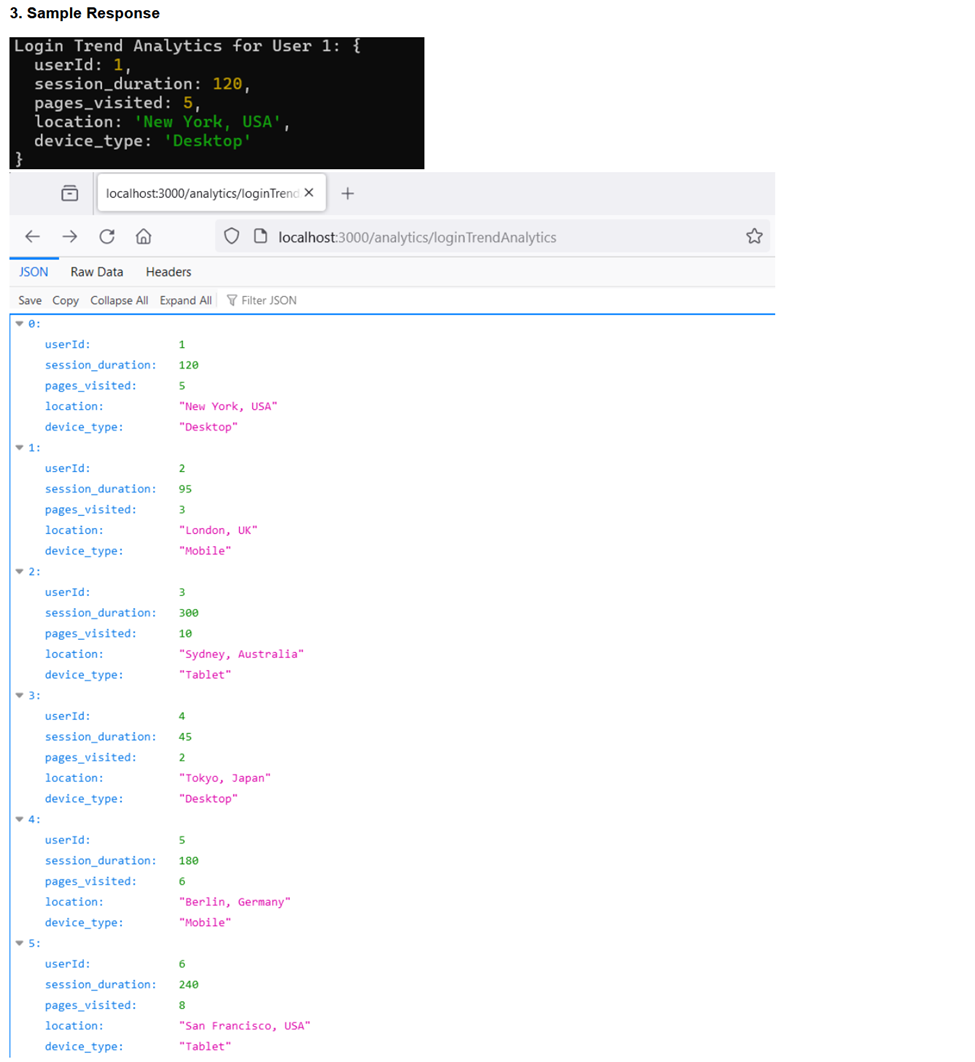 3. Sample Response
Login Trend Analytics for User 1: {
userId: 1,
session_duration: 120,
pages_visited: 5,
location: 'New York, USA',
device_type: 'Desktop'
}
localhost:3000/analytics/loginTrend
localhost:3000/analytics/loginTrendAnalytics
JSON Raw Data Headers
Save Copy Collapse All Expand All Filter JSON
0:
userId: 1
session_duration: 120
pages_visited: 5
location: "New York, USA"
device_type: "Desktop"
1:
userId: 2
session_duration: 95
pages_visited: 3
location: "London, UK"
device_type: "Mobile"
2:
userId: 3
session_duration: 300
pages_visited: 10
location: "Sydney, Australia"
device_type: "Tablet"
3:
userId: 4
session_duration: 45
pages_visited: 2
location: "Tokyo, Japan"
device_type: "Desktop"
4:
userId: 5
session_duration: 180
pages_visited: 6
location: "Berlin, Germany"
device_type: "Mobile"
5:
userId: 6
session_duration: 240
pages_visited: 8
location: "San Francisco, USA"
device_type: "Tablet"